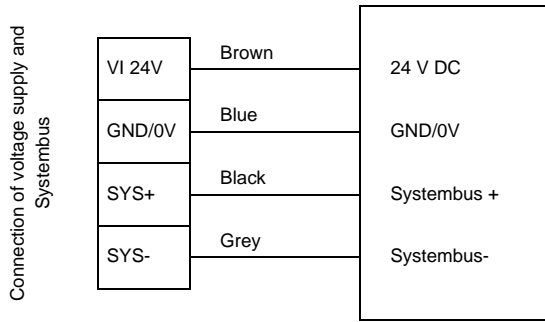 Connection of voltage supply and
Systembus
VI 24V Brown 24 V DC
GND/0V Blue GND/0V
SYS+ Black Systembus +
SYS- Grey Systembus-